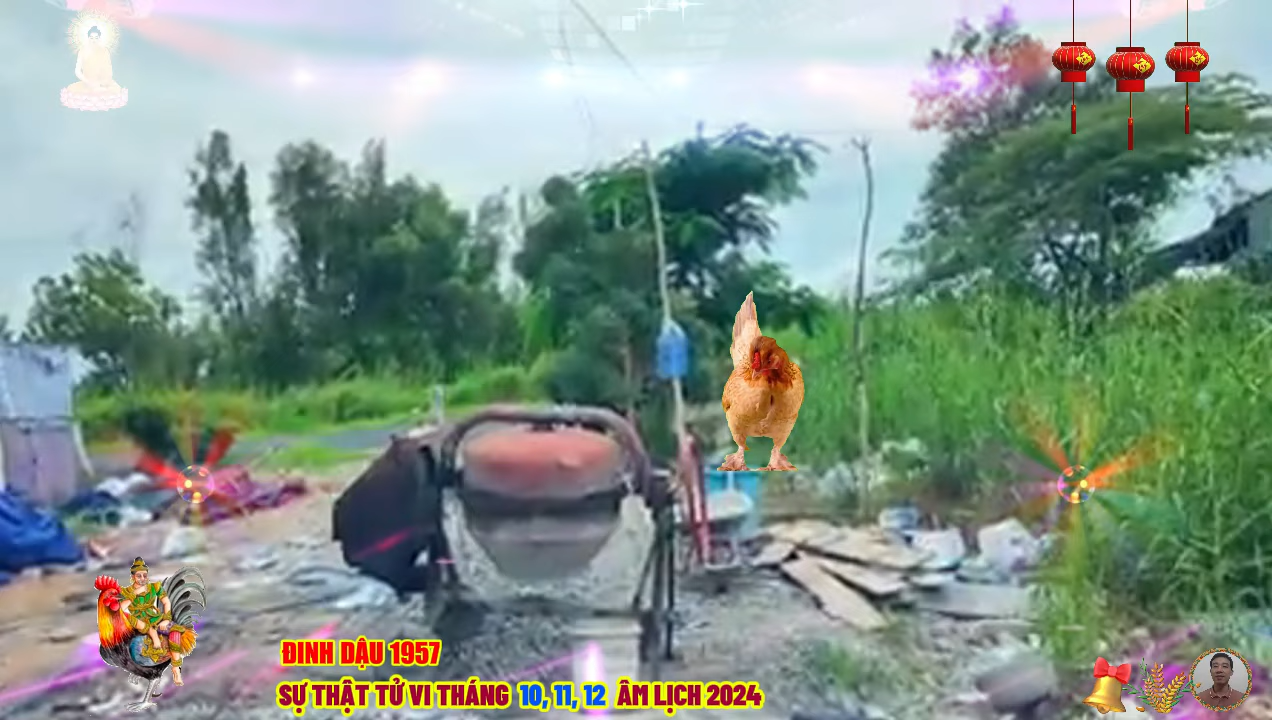 ĐINH DẬU 1957
SỰ THẬT TỬ VI THÁNG 10, 11, 12 ÂM LỊCH 2024